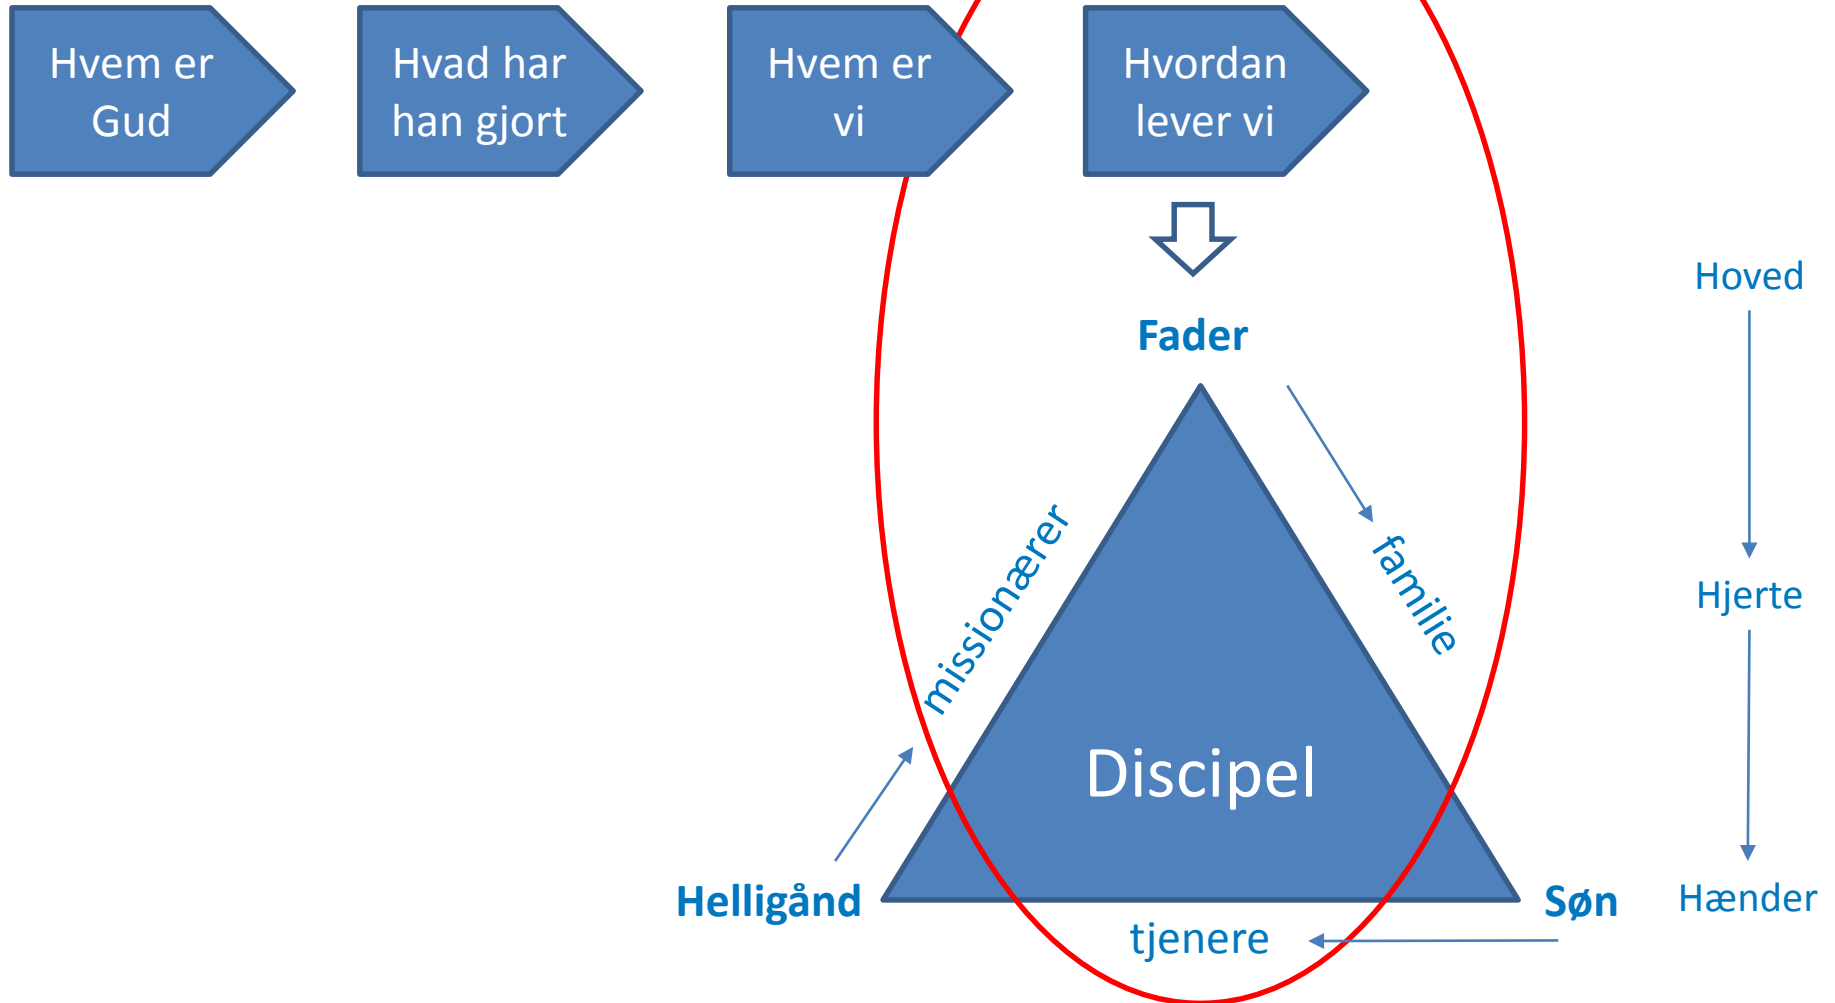 Hvem er
Gud
Hvad har
han gjort
Hvem er
vi
Hvordan
lever vi
Hoved
Fader
missionærer
familie
Hjerte
Discipel
Helligånd
Søn
Hænder
tjenere